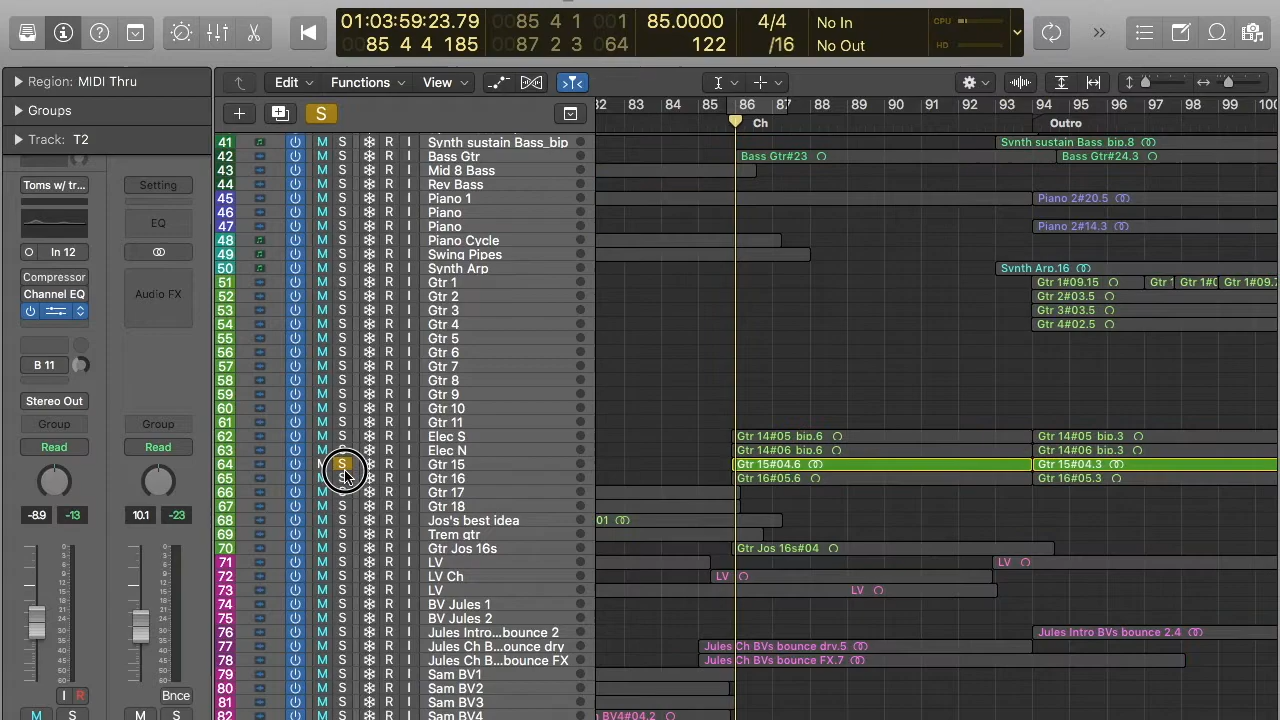 01:03:59:23.79
85 4 4 185
0085 4 1 001
0087 2 3 064
85.0000
122
4/4
/16
No In
No Out
CPU
HD
Region: MIDI Thru
Groups
Track: T2
Edit Functions View
S
83 84 85 86 87 88 89 90 91 92 93 94 95 96 97 98 99 100
Ch Outro
Toms w/ tr... Setting
EQ
In 12
Compressor
Channel EQ
Audio FX
B 11
Stereo Out
Group Group
Read Read
-8.9 -13 10.1 -23
I R Bnce
M S M S
41 M S R I Synth sustain Bass_bip Synth sustain Bass_bip.8
42 M S R I Bass Gtr Bass Gtr#23 Bass Gtr#24.3
43 M S R I Mid 8 Bass
44 M S R I Rev Bass
45 M S R I Piano 1 Piano 2#20.5
46 M S R I Piano
47 M S R I Piano Piano 2#14.3
48 M S R I Piano Cycle
49 M S R I Swing Pipes
50 M S R I Synth Arp Synth Arp.16
51 M S R I Gtr 1 Gtr 1#09.15
52 M S R I Gtr 2 Gtr 2#03.5
53 M S R I Gtr 3 Gtr 3#03.5
54 M S R I Gtr 4 Gtr 4#02.5
55 M S R I Gtr 5
56 M S R I Gtr 6
57 M S R I Gtr 7
58 M S R I Gtr 8
59 M S R I Gtr 9
60 M S R I Gtr 10
61 M S R I Gtr 11
62 M S R I Elec S Gtr 14#05_bip.6 Gtr 14#05_bip.3
63 M S R I Elec N Gtr 14#06_bip.6 Gtr 14#06_bip.3
64 S R I Gtr 15 Gtr 15#04.6 Gtr 15#04.3
65 M S R I Gtr 16 Gtr 16#05.6 Gtr 16#05.3
66 M S R I Gtr 17
67 M S R I Gtr 18
68 M S R I Jos's best idea 01
69 M S R I Trem gtr
70 M S R I Gtr Jos 16s Gtr Jos 16s#04
71 M S R I LV LV
72 M S R I LV Ch LV
73 M S R I LV LV
74 M S R I BV Jules 1
75 M S R I BV Jules 2
76 M S R I Jules Intro...bounce 2 Jules Intro BVs bounce 2.4
77 M S R I Jules Ch B...ounce dry Jules Ch BVs bounce dry.5
78 M S R I Jules Ch B...bounce FX Jules Ch BVs bounce FX.7
79 M S R I Sam BV1
80 M S R I Sam BV2
81 M S R I Sam BV3
82 M S R I Sam BV4 BV4#04.2